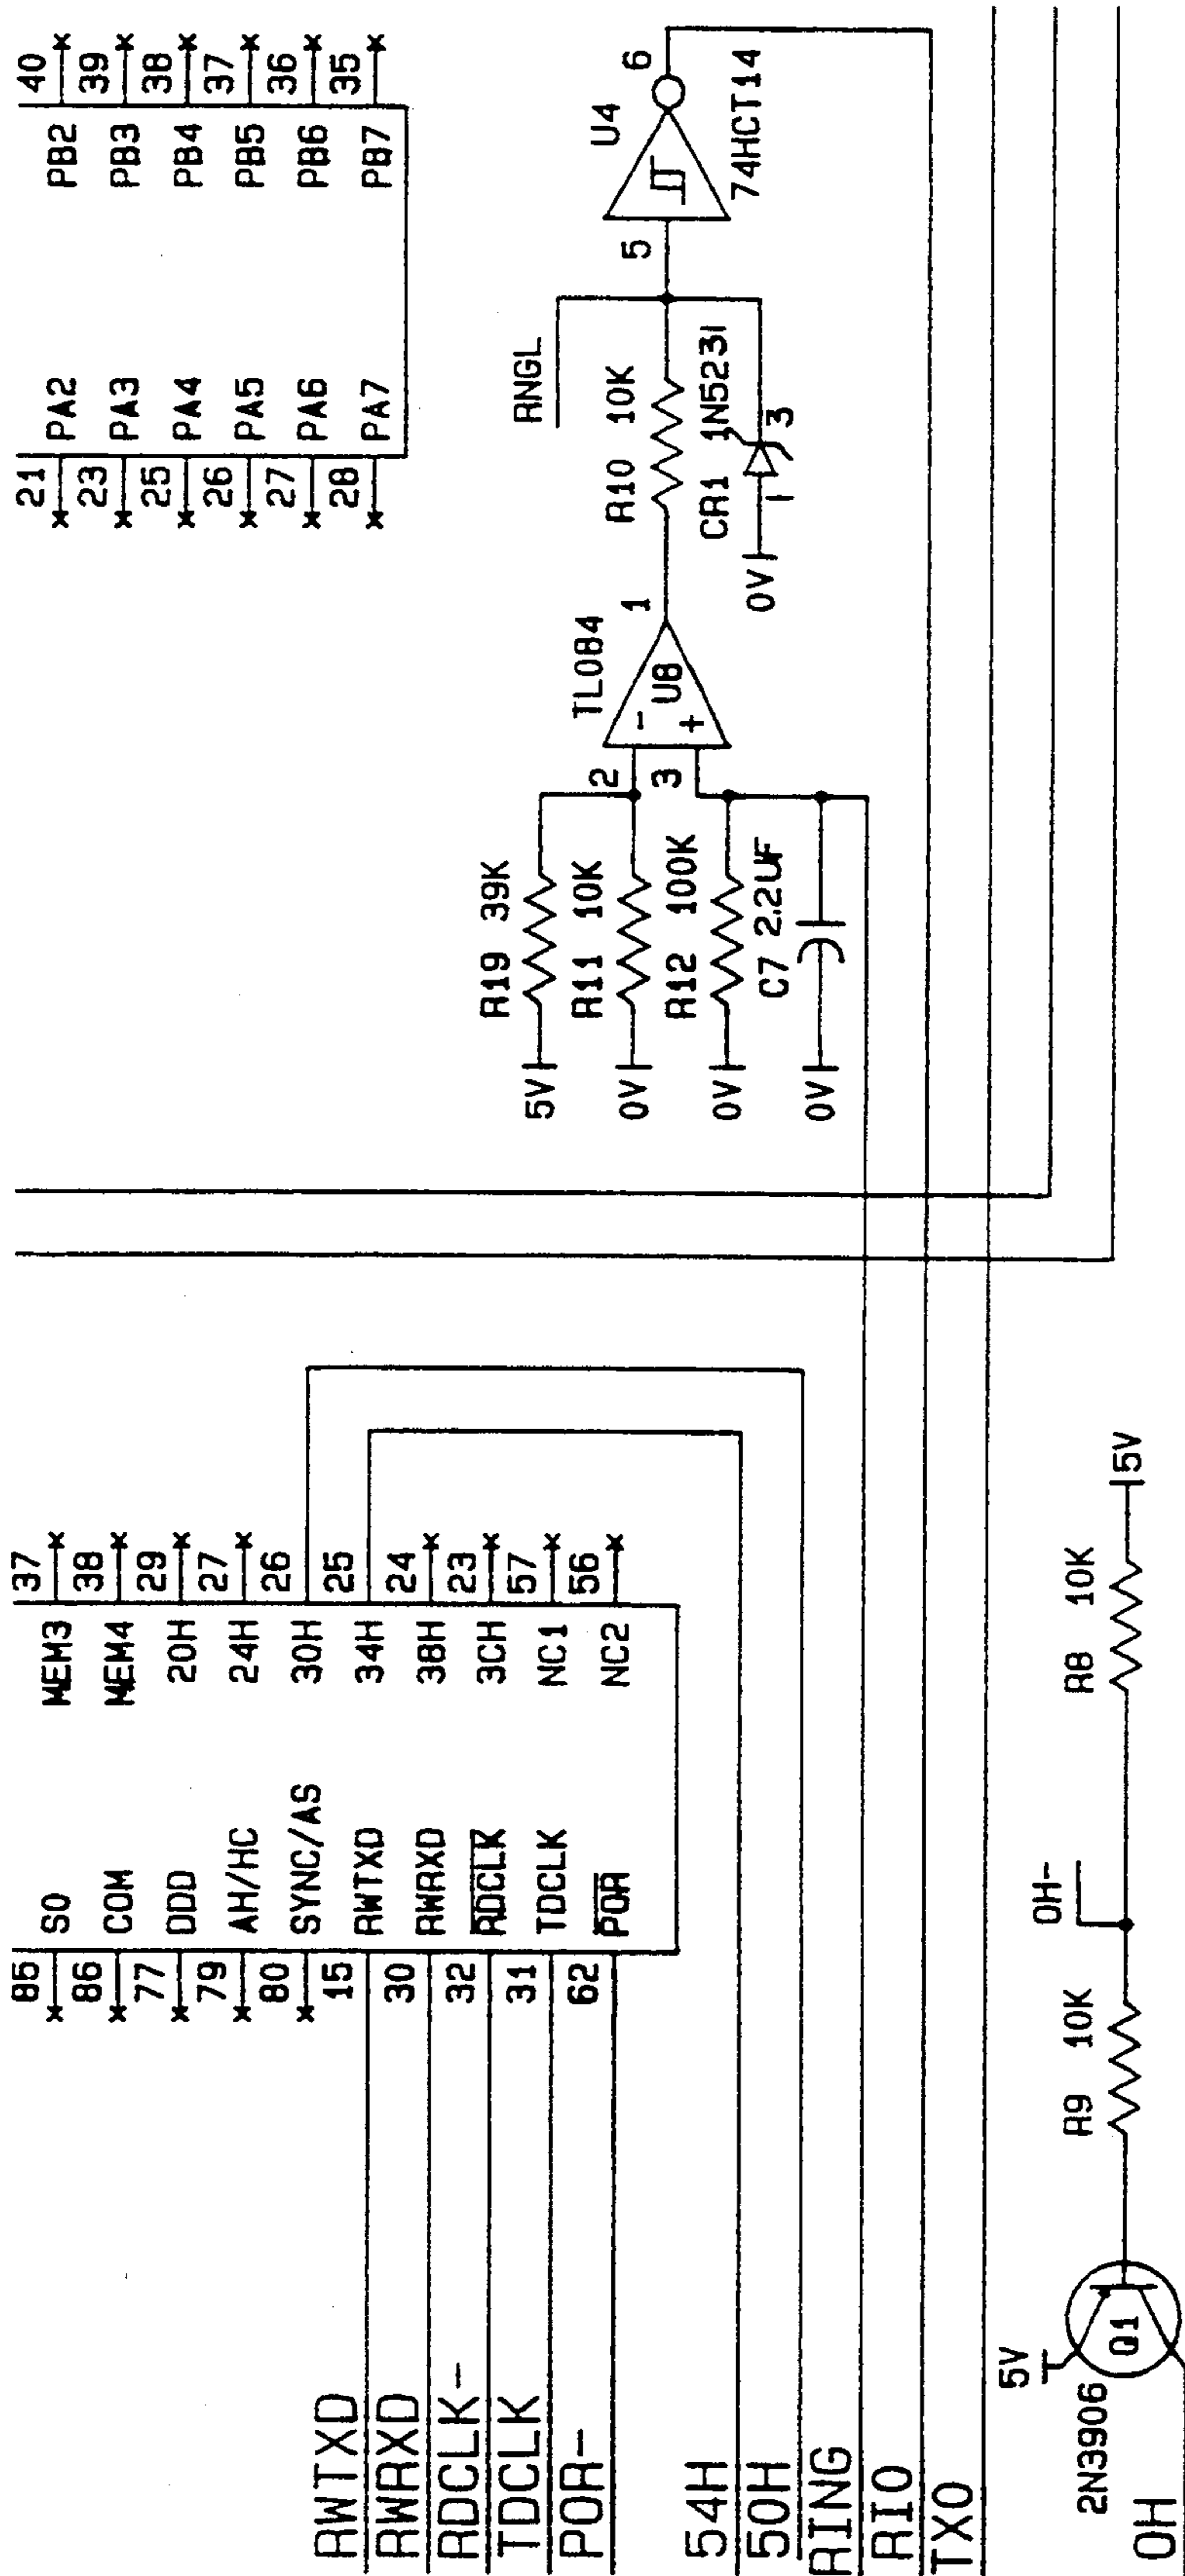 85
SO
MEM3
37
86
COM
MEM4
38
77
DDD
20H
29
79
AH/HC
24H
27
80
SYNC/AS
30H
26
15
RWTXD
34H
25
30
RWRXD
38H
24
32
RDCLK
3CH
23
31
TDCLK
NC1
57
62
POR
NC2
56
RWTXD
RWRXD
RDCLK-
TDCLK
POR-
54H
50H
RING
RIO
TXO
21
PA2
PB2
40
23
PA3
PB3
39
25
PA4
PB4
38
26
PA5
PB5
37
27
PA6
PB6
36
28
PA7
PB7
35
R19 39K
5V
R11 10K
0V
R12 100K
0V
C7 2.2UF
0V
2
3
-
+
U8
TL084
1
R10 10K
RNGL
CR1 1N5231
0V
1
3
5
U4
6
74HCT14
5V
2N3906
Q1
OH
R9 10K
OH-
R8 10K
5V